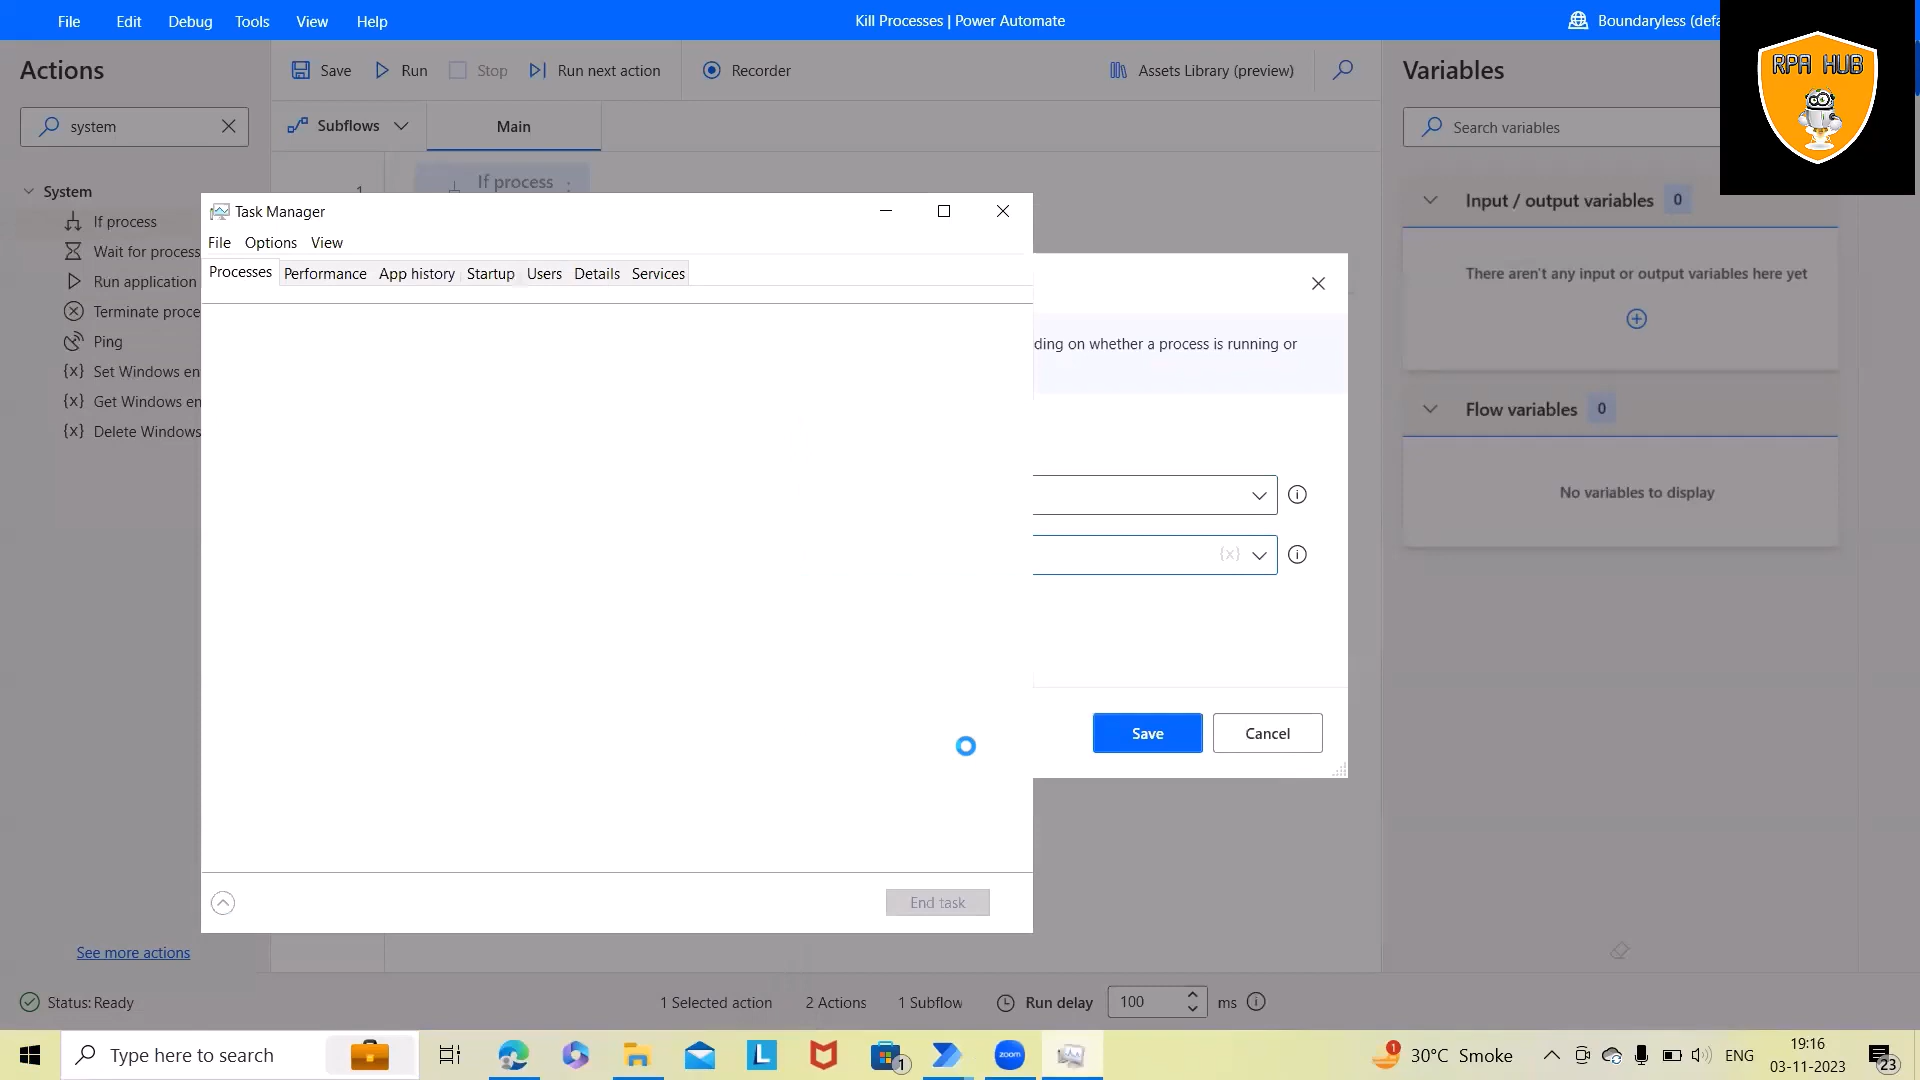 File Edit Debug Tools View Help
Kill Processes | Power Automate
Boundaryless (defa
RPA HUB
Actions
Save Run Stop Run next action Recorder
Assets Library (preview)
Variables
system
Subflows Main
Search variables
System
If process
Wait for process
Run application
Terminate proce
Ping
{x} Set Windows en
{x} Get Windows en
{x} Delete Windows
1
If process
Task Manager
File Options View
Processes Performance App history Startup Users Details Services
End task
ding on whether a process is running or
{x}
Save Cancel
Input / output variables 0
There aren't any input or output variables here yet
Flow variables 0
No variables to display
See more actions
Status: Ready
1 Selected action 2 Actions 1 Subflow Run delay 100 ms
Type here to search
L
1
zoom
1
30°C Smoke
ENG
19:16
03-11-2023
23